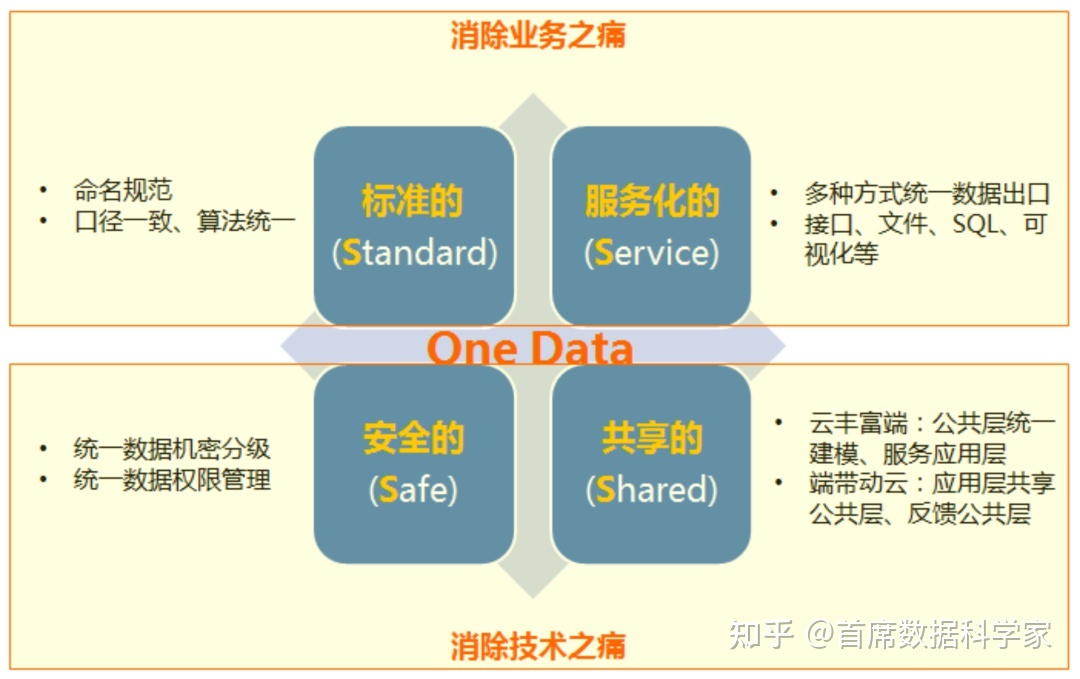 消除业务之痛
• 命名规范
• 口径一致、算法统一
标准的
(Standard)
服务化的
(Service)
• 多种方式统一数据出口
• 接口、文件、SQL、可
视化等
One Data
• 统一数据机密分级
• 统一数据权限管理
安全的
(Safe)
共享的
(Shared)
• 云丰富端：公共层统一
建模、服务应用层
• 端带动云：应用层共享
公共层、反馈公共层
消除技术之痛
知乎 @首席数据科学家